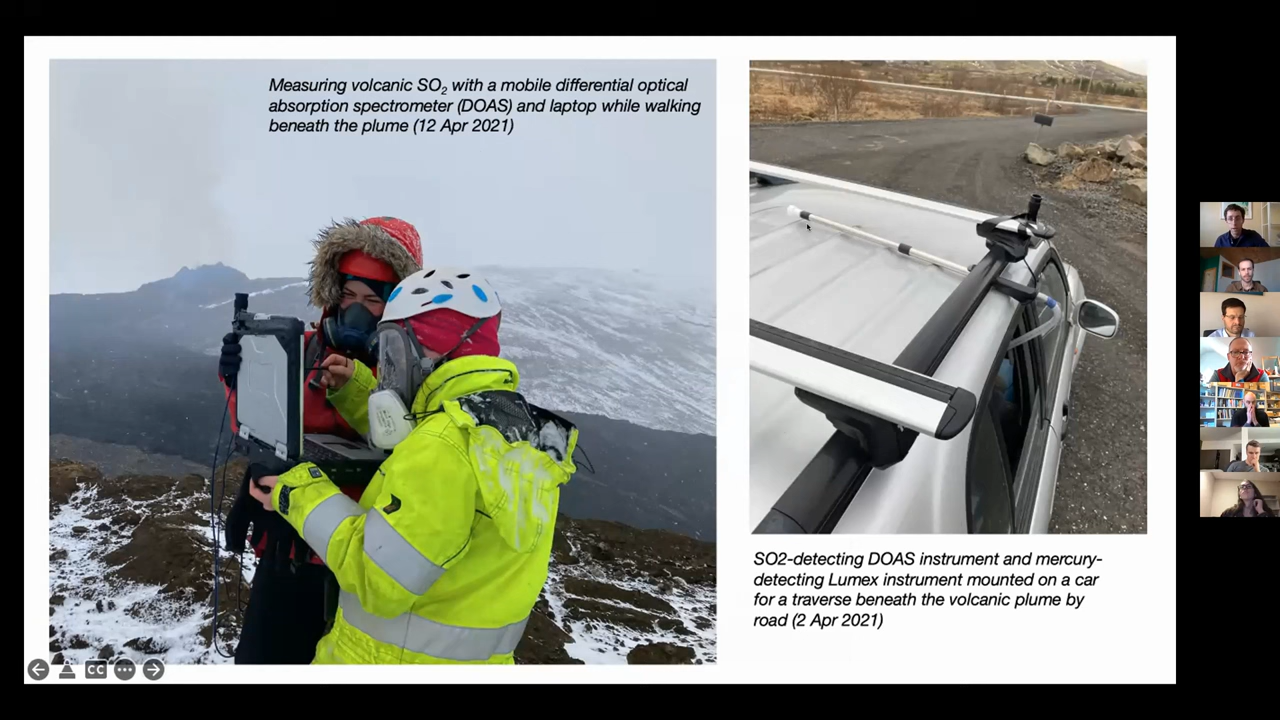 Measuring volcanic SO₂ with a mobile differential optical
absorption spectrometer (DOAS) and laptop while walking
beneath the plume (12 Apr 2021)
SO2-detecting DOAS instrument and mercury-
detecting Lumex instrument mounted on a car
for a traverse beneath the volcanic plume by
road (2 Apr 2021)
CC